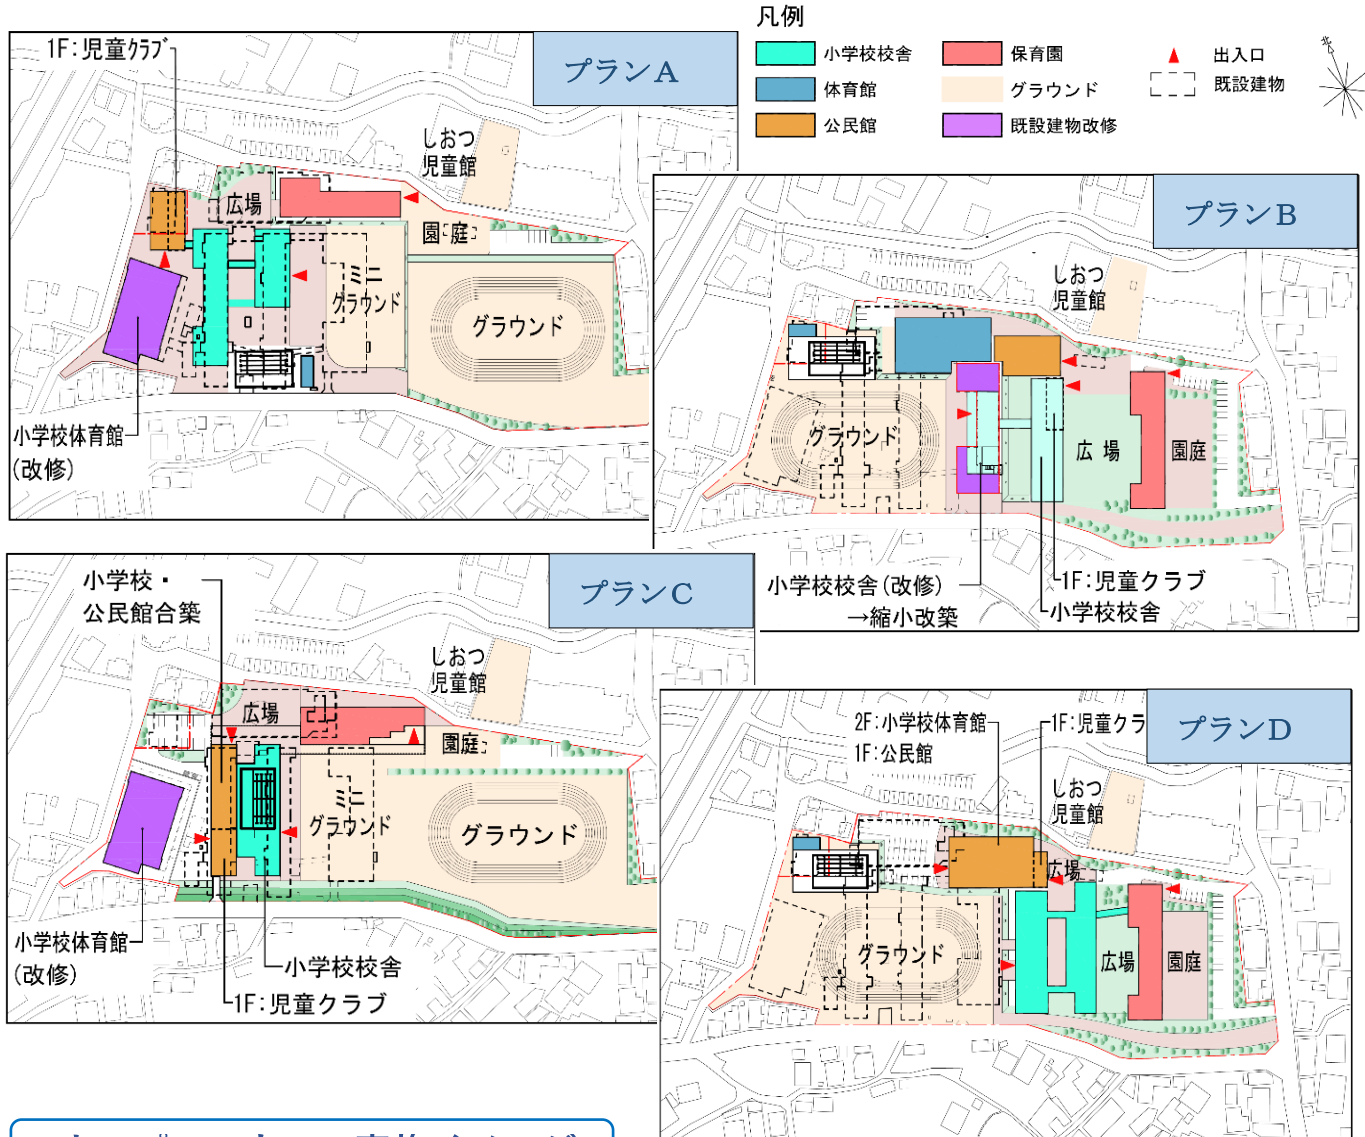 凡例
小学校校舎
体育館
公民館
保育園
グラウンド
既設建物改修
出入口
既設建物
北
プランA
1F:児童クラブ
しおつ
児童館
広場
園庭
ミニ
グラウンド
グラウンド
小学校体育館
(改修)
プランB
しおつ
児童館
グラウンド
広場
園庭
小学校校舎(改修)
→縮小改築
1F:児童クラブ
小学校校舎
プランC
小学校・
公民館合築
しおつ
児童館
広場
園庭
ミニ
グラウンド
グラウンド
小学校体育館
(改修)
小学校校舎
1F:児童クラブ
プランD
2F:小学校体育館
1F:公民館
1F:児童クラ
しおつ
児童館
広場
グラウンド
広場
園庭